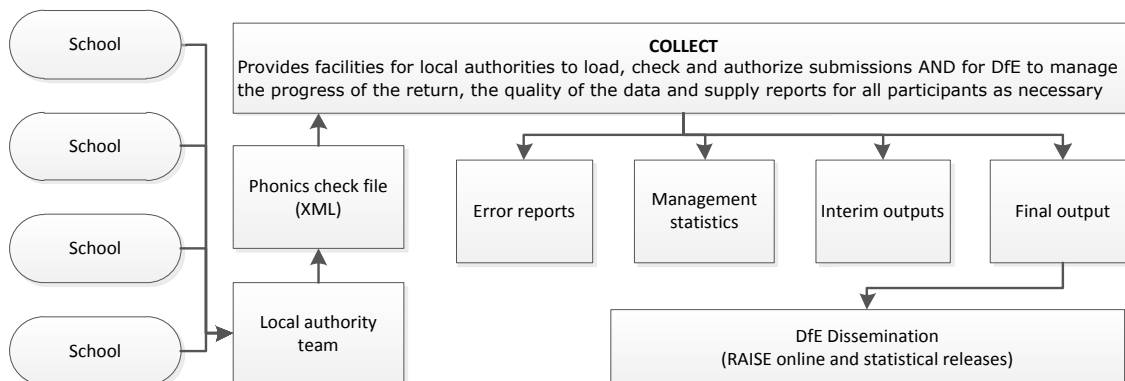 School
School
School
School
COLLECT
Provides facilities for local authorities to load, check and authorize submissions AND for DfE to manage
the progress of the return, the quality of the data and supply reports for all participants as necessary
Phonics check file
(XML)
Local authority
team
Error reports
Management
statistics
Interim outputs
Final output
DfE Dissemination
(RAISE online and statistical releases)